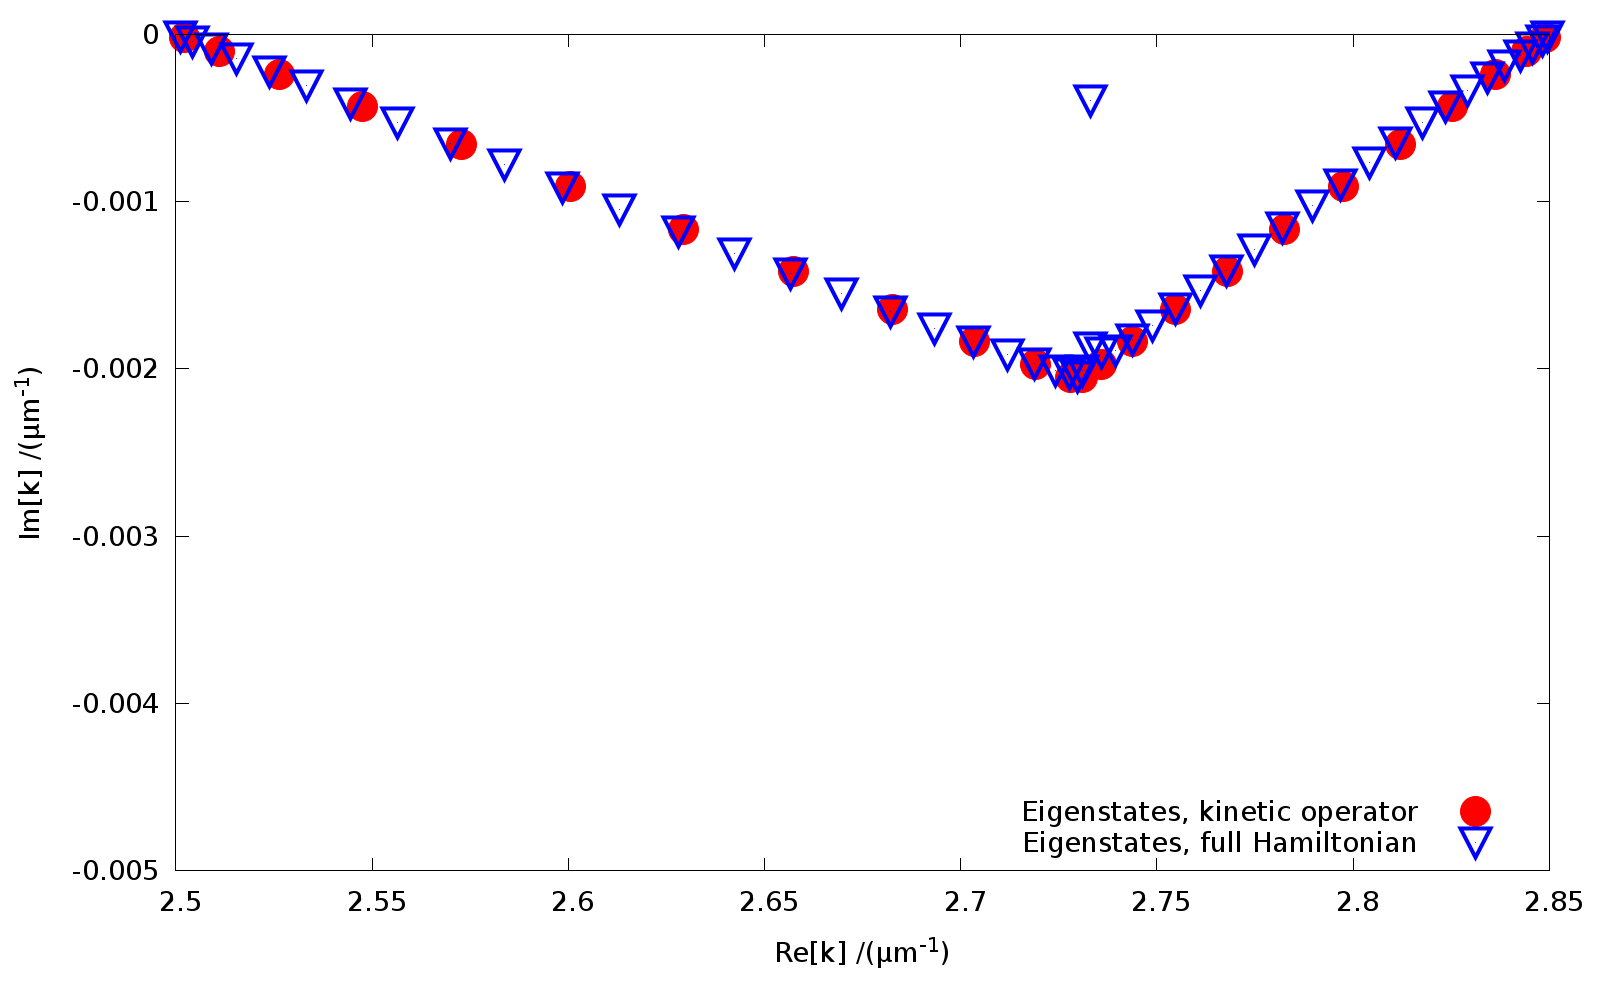 0
-0.001
-0.002
-0.003
-0.004
-0.005
2.5 2.55 2.6 2.65 2.7 2.75 2.8 2.85
Im[k] /(µm-1)
Re[k] /(µm-1)
Eigenstates, kinetic operator
Eigenstates, full Hamiltonian